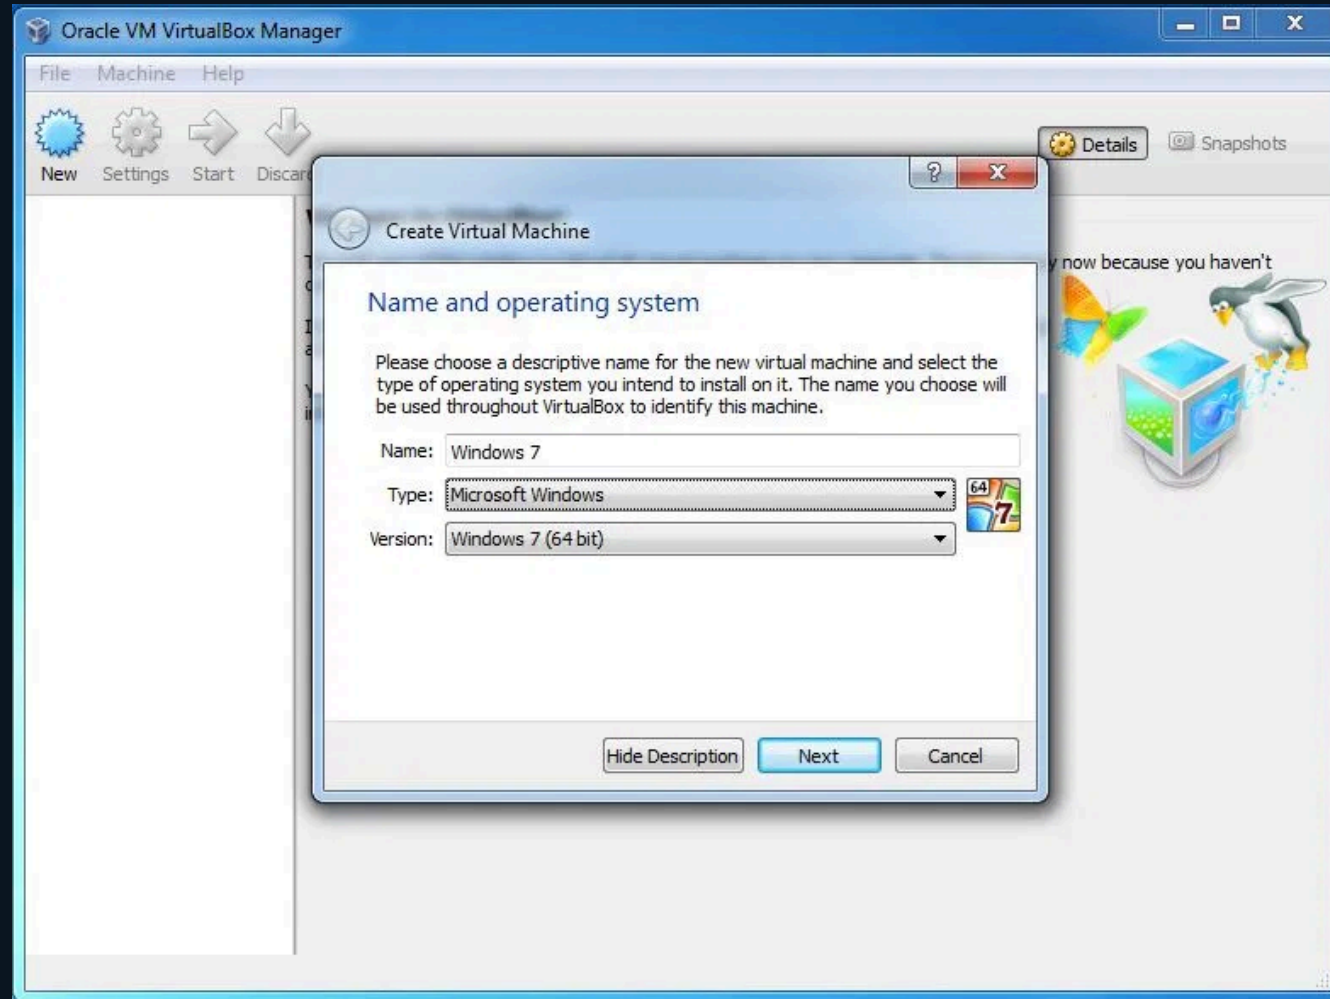 Oracle VM VirtualBox Manager
File Machine Help
New Settings Start Discard
Details Snapshots
Create Virtual Machine
y now because you haven't
Name and operating system
Please choose a descriptive name for the new virtual machine and select the
type of operating system you intend to install on it. The name you choose will
be used throughout VirtualBox to identify this machine.
Name: Windows 7
Type: Microsoft Windows
64
7
Version: Windows 7 (64 bit)
Hide Description Next Cancel